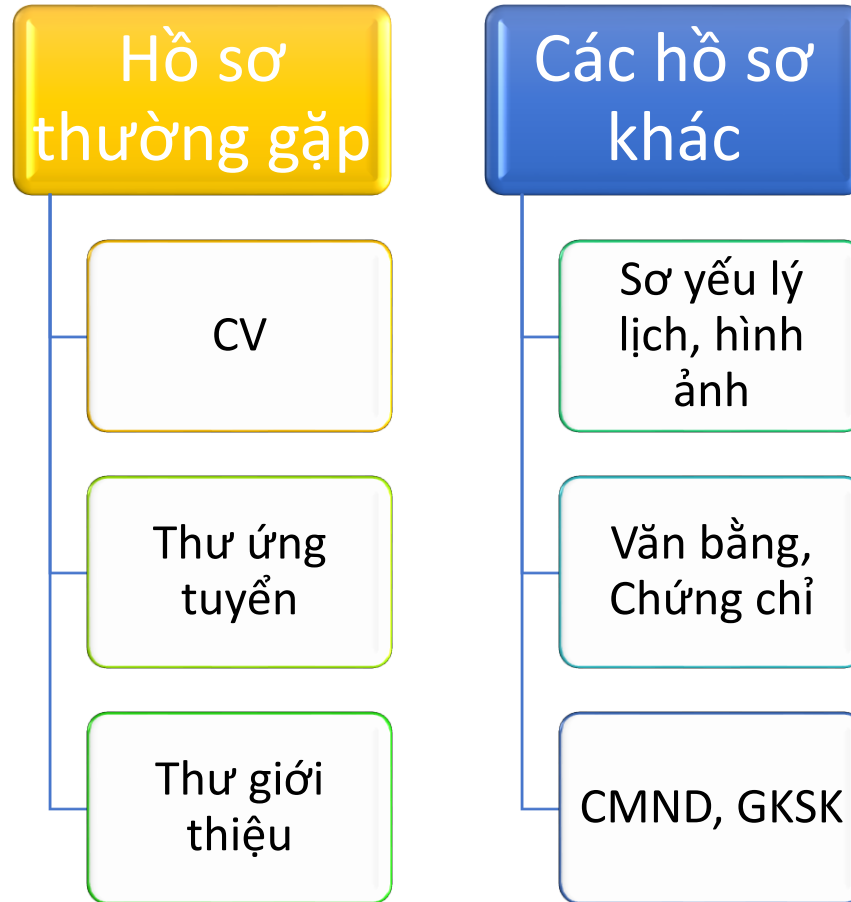 Hồ sơ
thường gặp
CV
Thư ứng
tuyển
Thư giới
thiệu
Các hồ sơ
khác
Sơ yếu lý
lịch, hình
ảnh
Văn bằng,
Chứng chỉ
CMND, GKSK